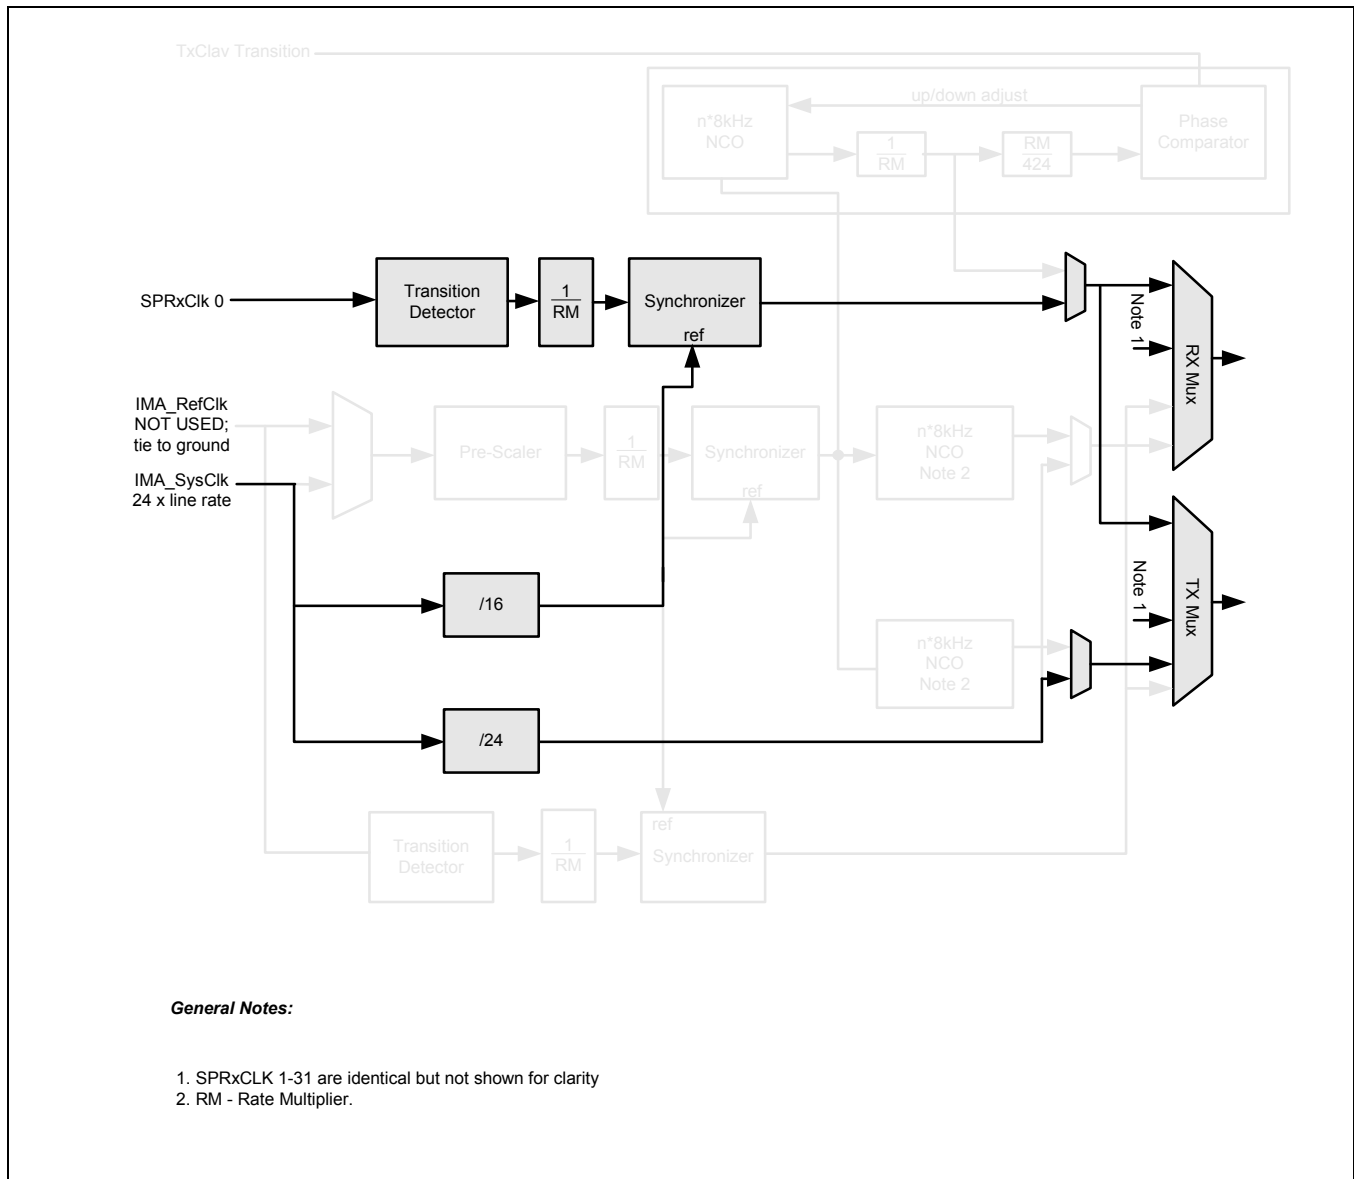 TxClav Transition
up/down adjust
n*8kHz
NCO
1
RM
RM
424
Phase
Comparator
SPRxClk 0
Transition
Detector
1
RM
Synchronizer
ref
Note 1
RX Mux
IMA_RefClk
NOT USED;
tie to ground
IMA_SysClk
24 x line rate
Pre-Scaler
1
RM
Synchronizer
ref
n*8kHz
NCO
Note 2
/16
n*8kHz
NCO
Note 2
Note 1
TX Mux
/24
Transition
Detector
1
RM
ref
Synchronizer
General Notes:
1. SPRxCLK 1-31 are identical but not shown for clarity
2. RM - Rate Multiplier.